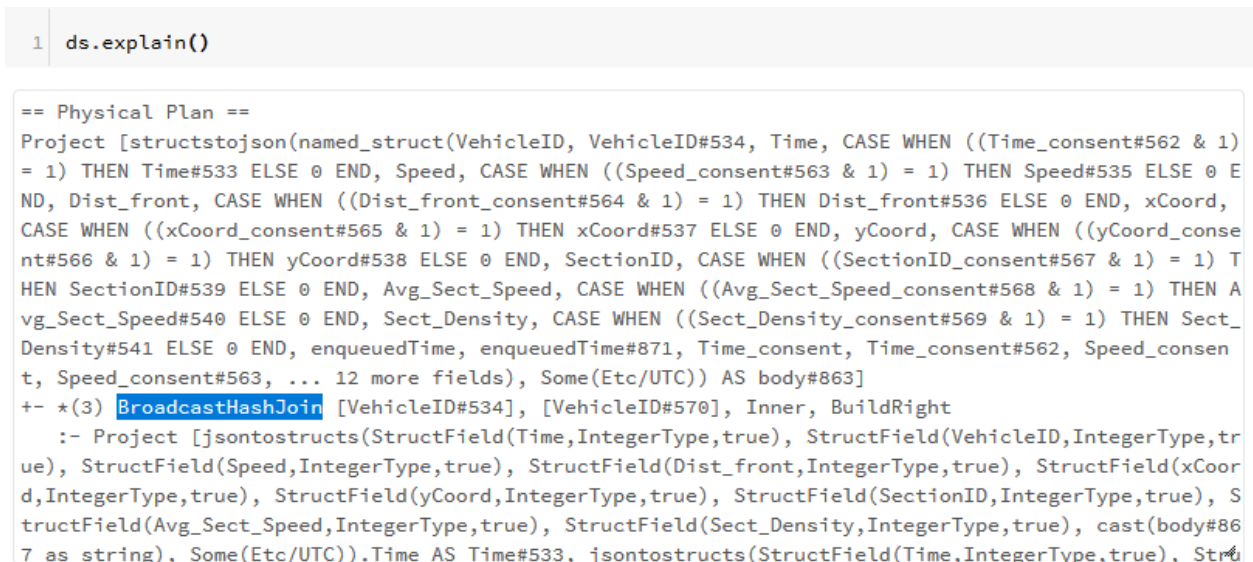 1 ds.explain()
== Physical Plan ==
Project [structstojson(named_struct(VehicleID, VehicleID#534, Time, CASE WHEN ((Time_consent#562 & 1)
= 1) THEN Time#533 ELSE 0 END, Speed, CASE WHEN ((Speed_consent#563 & 1) = 1) THEN Speed#535 ELSE 0 E
ND, Dist_front, CASE WHEN ((Dist_front_consent#564 & 1) = 1) THEN Dist_front#536 ELSE 0 END, xCoord,
CASE WHEN ((xCoord_consent#565 & 1) = 1) THEN xCoord#537 ELSE 0 END, yCoord, CASE WHEN ((yCoord_conse
nt#566 & 1) = 1) THEN yCoord#538 ELSE 0 END, SectionID, CASE WHEN ((SectionID_consent#567 & 1) = 1) T
HEN SectionID#539 ELSE 0 END, Avg_Sect_Speed, CASE WHEN ((Avg_Sect_Speed_consent#568 & 1) = 1) THEN A
vg_Sect_Speed#540 ELSE 0 END, Sect_Density, CASE WHEN ((Sect_Density_consent#569 & 1) = 1) THEN Sect_
Density#541 ELSE 0 END, enqueuedTime, enqueuedTime#871, Time_consent, Time_consent#562, Speed_consen
t, Speed_consent#563, ... 12 more fields), Some(Etc/UTC)) AS body#863]
+- *(3) BroadcastHashJoin [VehicleID#534], [VehicleID#570], Inner, BuildRight
:- Project [jsontostructs(StructField(Time,IntegerType,true), StructField(VehicleID,IntegerType,tr
ue), StructField(Speed,IntegerType,true), StructField(Dist_front,IntegerType,true), StructField(xCoor
d,IntegerType,true), StructField(yCoord,IntegerType,true), StructField(SectionID,IntegerType,true), S
tructField(Avg_Sect_Speed,IntegerType,true), StructField(Sect_Density,IntegerType,true), cast(body#86
7 as string), Some(Etc/UTC)).Time AS Time#533, jsontostructs(StructField(Time,IntegerType,true), Stru